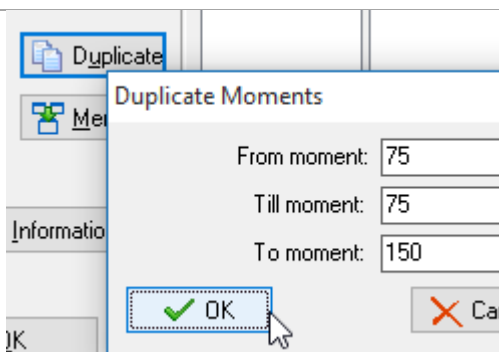 Duplicate
Duplicate Moments
From moment: 75
Till moment: 75
To moment: 150
OK